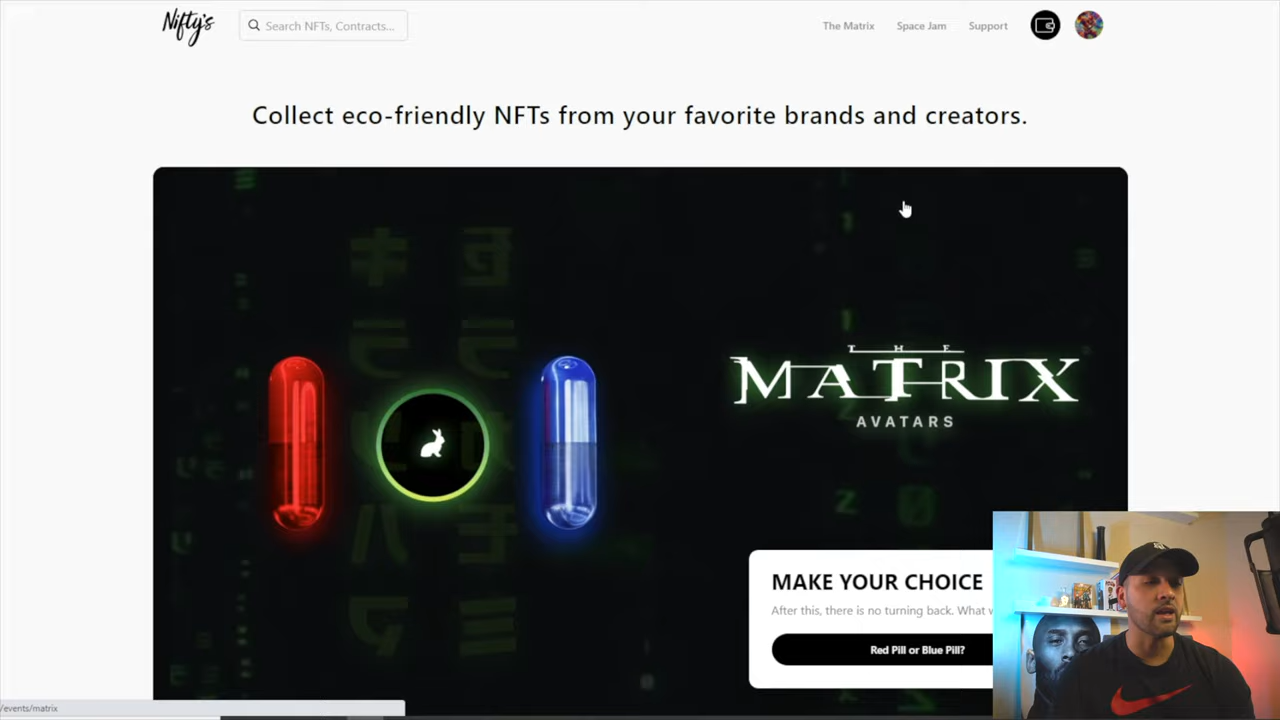 Nifty's
Search NFTs, Contracts...
The Matrix
Space Jam
Support
Collect eco-friendly NFTs from your favorite brands and creators.
THE
MATRIX
AVATARS
MAKE YOUR CHOICE
After this, there is no turning back. What
Red Pill or Blue Pill?
/events/matrix